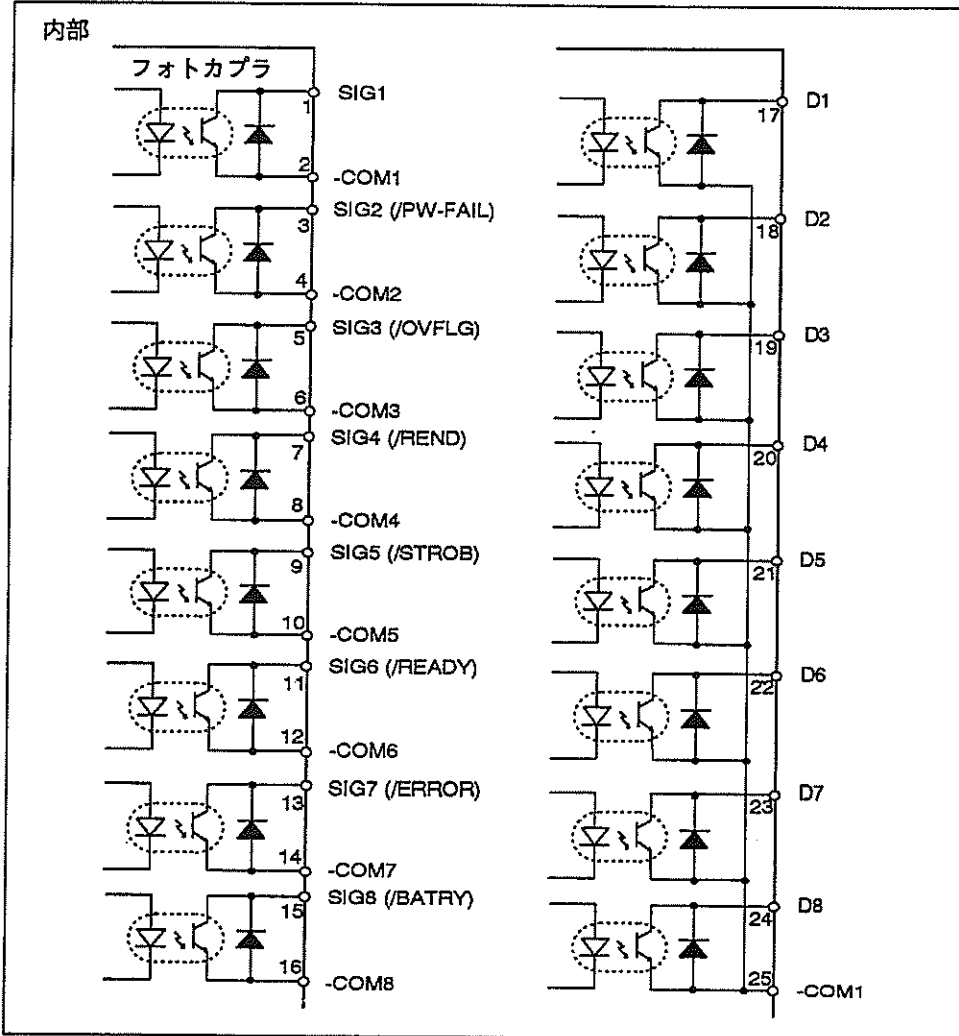 内部
フォトカプラ
1 SIG1
2 -COM1
3 SIG2 (/PW-FAIL)
4 -COM2
5 SIG3 (/OVFLG)
6 -COM3
7 SIG4 (/REND)
8 -COM4
9 SIG5 (/STROB)
10 -COM5
11 SIG6 (/READY)
12 -COM6
13 SIG7 (/ERROR)
14 -COM7
15 SIG8 (/BATRY)
16 -COM8
17 D1
18 D2
19 D3
20 D4
21 D5
22 D6
23 D7
24 D8
25 -COM1